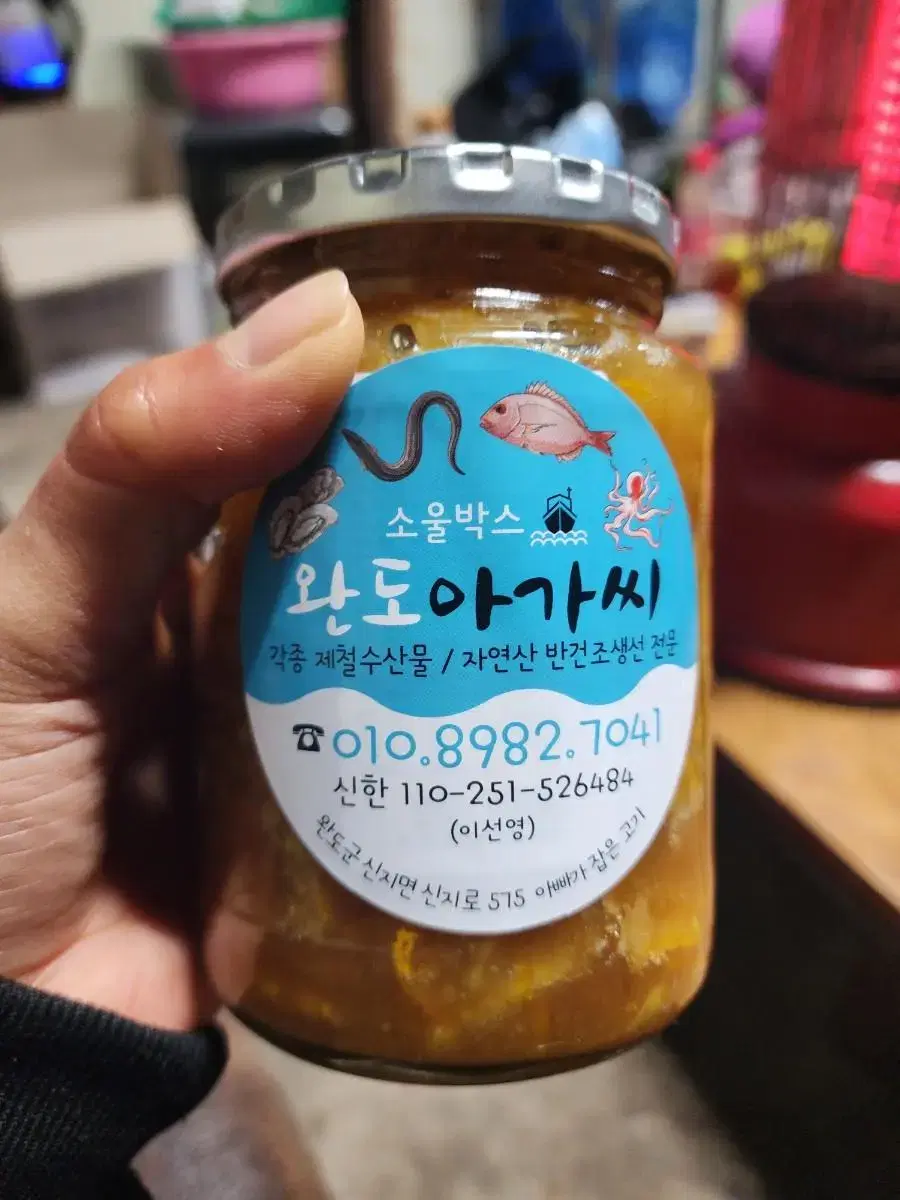 소울박스
완도아가씨
각종 제철수산물 / 자연산 반건조생선 전문
☎010.8982.7041
신한 110-251-526484
(이선영)
완도군 신지면 신지로 575 아빠가 잡은 고기